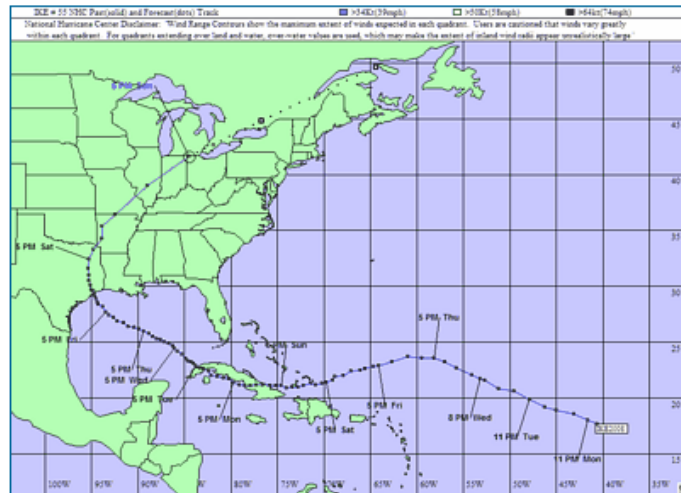 IKE # 55 NHC Past(solid) and Forecast(dots) Track
>34Kt(39mph)
>50Kt(58mph)
>64kt(74mph)
National Hurricane Center Disclaimer: "Wind Range Contours show the maximum extent of winds expected in each quadrant. Users are cautioned that winds vary greatly
within each quadrant. For quadrants extending over land and water, over-water values are used, which may make the extent of inland wind radii appear unrealistically large"
5 PM Sun
5 PM Sat
5 PM Fri
5 PM Thu
5 PM Wed
5 PM Tue
5 PM Mon
5 PM Sun
5 PM Sat
5 PM Fri
5 PM Thu
8 PM Wed
11 PM Tue
11 PM Mon
50
45
40
35
30
25
20
15
100W
95W
90W
85W
80W
75W
70W
65W
60W
55W
50W
45W
40W
35W